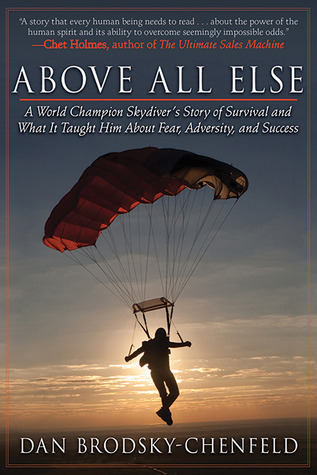 "A story that every human being needs to read . . . about the power of the
human spirit and its ability to overcome seemingly impossible odds."
—Chet Holmes, author of The Ultimate Sales Machine
ABOVE ALL ELSE
A World Champion Skydiver's Story of Survival and
What It Taught Him About Fear, Adversity, and Success
DAN BRODSKY-CHENFELD